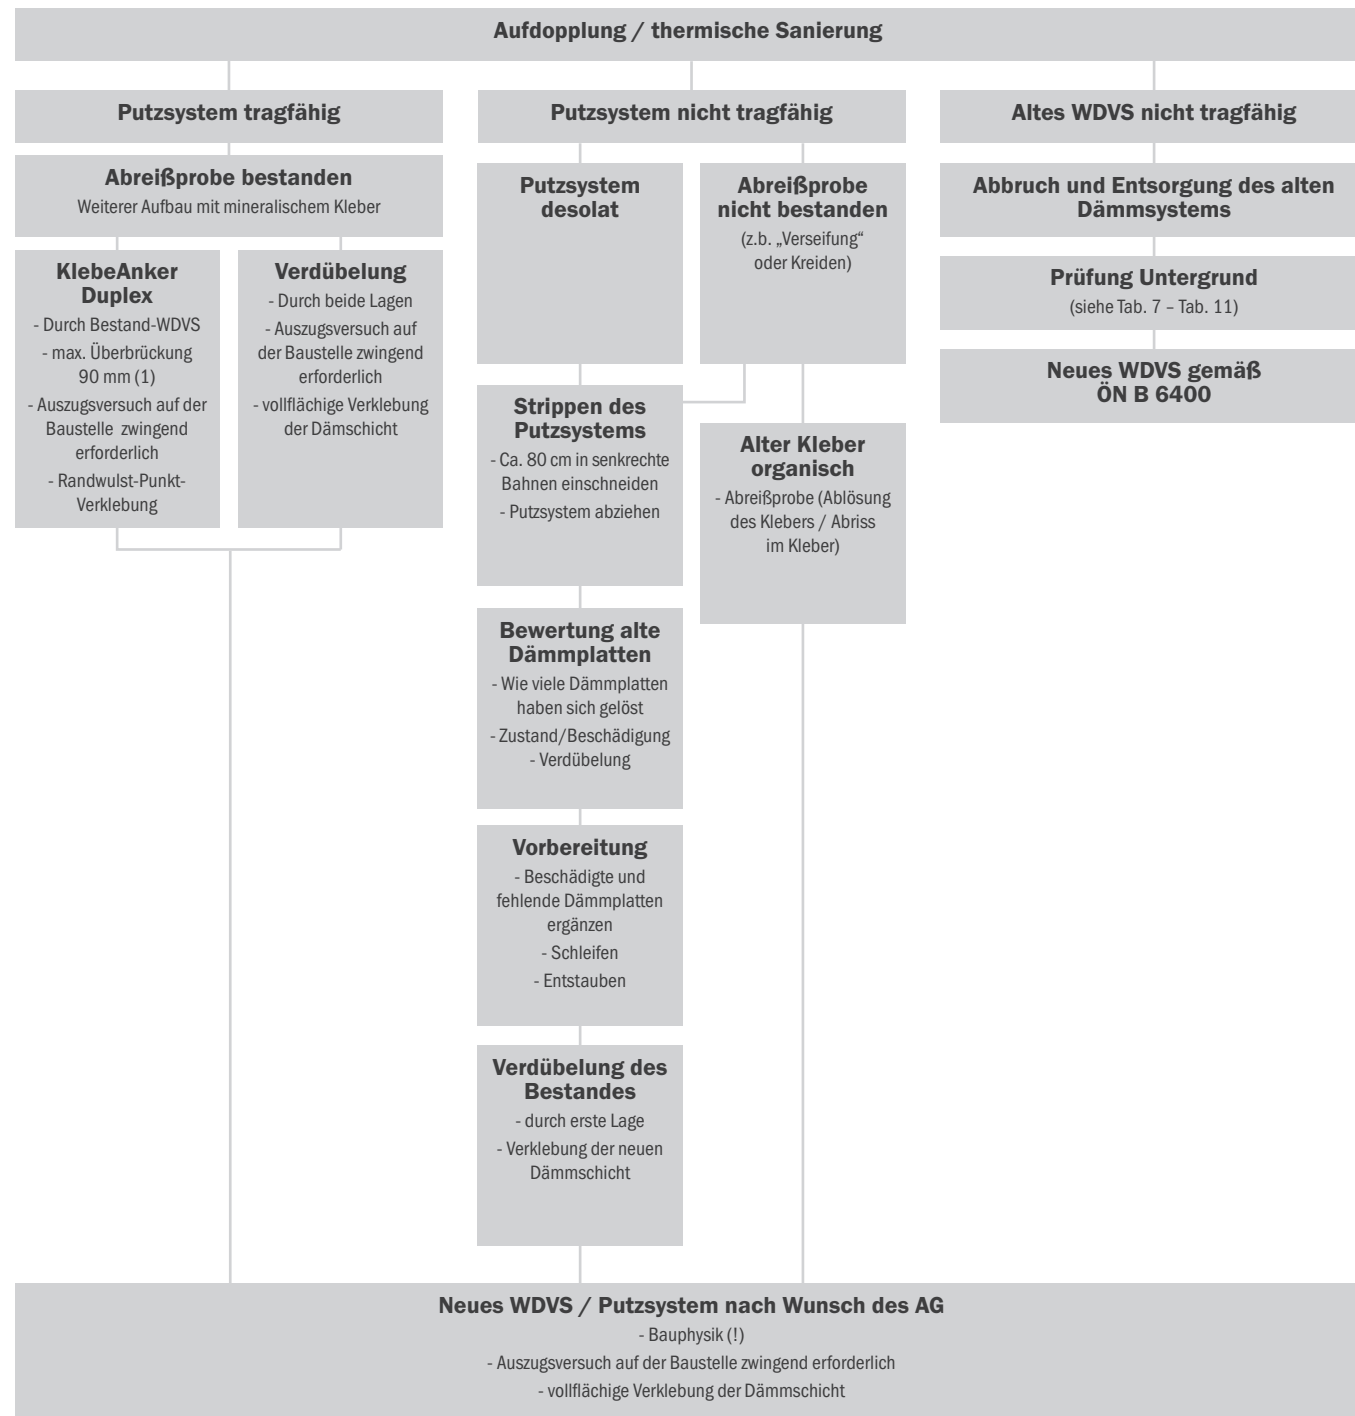 Aufdopplung / thermische Sanierung
Putzsystem tragfähig
Abreißprobe bestanden
Weiterer Aufbau mit mineralischem Kleber
KlebeAnker
Duplex
- Durch Bestand-WDVS
- max. Überbrückung
90 mm (1)
- Auszugsversuch auf der
Baustelle zwingend
erforderlich
- Randwulst-Punkt-
Verklebung
Verdübelung
- Durch beide Lagen
- Auszugsversuch auf
der Baustelle zwingend
erforderlich
- vollflächige Verklebung
der Dämschicht
Putzsystem nicht tragfähig
Putzsystem
desolat
Abreißprobe
nicht bestanden
(z.b. „Verseifung“
oder Kreiden)
Strippen des
Putzsystems
- Ca. 80 cm in senkrechte
Bahnen einschneiden
- Putzsystem abziehen
Alter Kleber
organisch
- Abreißprobe (Ablösung
des Klebers / Abriss
im Kleber)
Bewertung alte
Dämmplatten
- Wie viele Dämmplatten
haben sich gelöst
- Zustand/Beschädigung
- Verdübelung
Vorbereitung
- Beschädigte und
fehlende Dämmplatten
ergänzen
- Schleifen
- Entstauben
Verdübelung des
Bestandes
- durch erste Lage
- Verklebung der neuen
Dämmschicht
Altes WDVS nicht tragfähig
Abbruch und Entsorgung des alten
Dämmsystems
Prüfung Untergrund
(siehe Tab. 7 – Tab. 11)
Neues WDVS gemäß
ÖN B 6400
Neues WDVS / Putzsystem nach Wunsch des AG
- Bauphysik (!)
- Auszugsversuch auf der Baustelle zwingend erforderlich
- vollflächige Verklebung der Dämmschicht